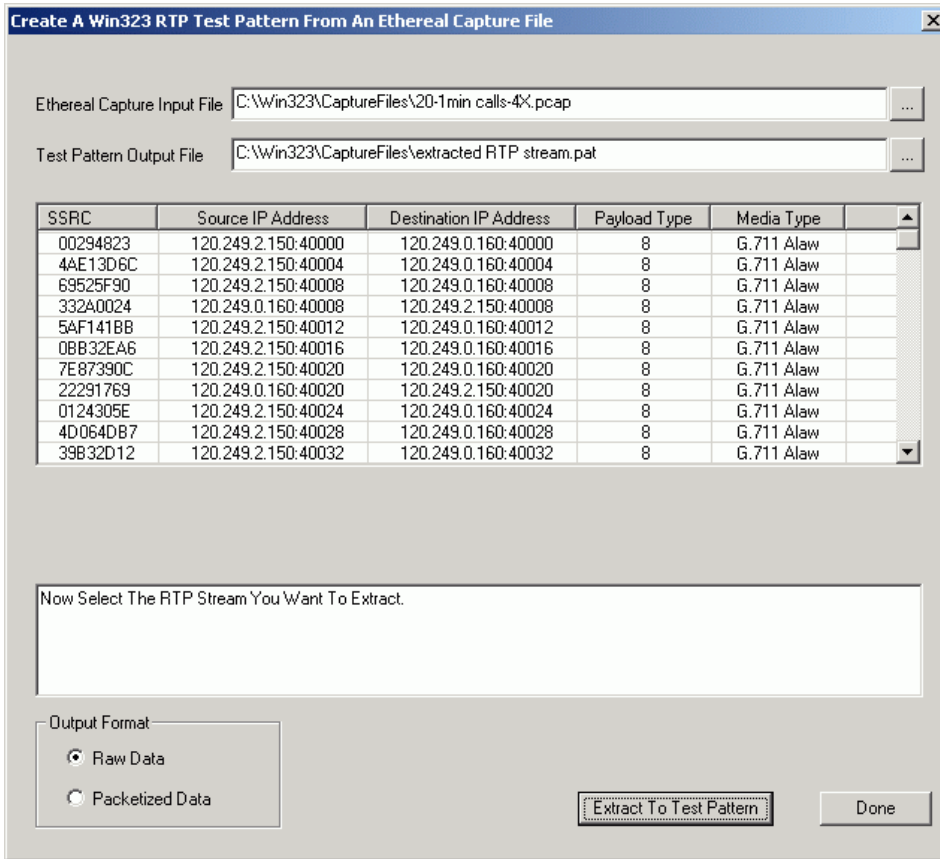 Create A Win323 RTP Test Pattern From An Ethereal Capture File
Ethereal Capture Input File C:\Win323\CaptureFiles\20-1min calls-4X.pcap ...
Test Pattern Output File C:\Win323\CaptureFiles\extracted RTP stream.pat ...
SSRC Source IP Address Destination IP Address Payload Type Media Type
00294823 120.249.2.150:40000 120.249.0.160:40000 8 G.711 Alaw
4AE13D6C 120.249.2.150:40004 120.249.0.160:40004 8 G.711 Alaw
69525F90 120.249.2.150:40008 120.249.0.160:40008 8 G.711 Alaw
332A0024 120.249.0.160:40008 120.249.2.150:40008 8 G.711 Alaw
5AF141BB 120.249.2.150:40012 120.249.0.160:40012 8 G.711 Alaw
0BB32EA6 120.249.2.150:40016 120.249.0.160:40016 8 G.711 Alaw
7E87390C 120.249.2.150:40020 120.249.0.160:40020 8 G.711 Alaw
22291769 120.249.0.160:40020 120.249.2.150:40020 8 G.711 Alaw
0124305E 120.249.2.150:40024 120.249.0.160:40024 8 G.711 Alaw
4D064DB7 120.249.2.150:40028 120.249.0.160:40028 8 G.711 Alaw
39B32D12 120.249.2.150:40032 120.249.0.160:40032 8 G.711 Alaw
Now Select The RTP Stream You Want To Extract.
Output Format
Raw Data
Packetized Data
Extract To Test Pattern Done